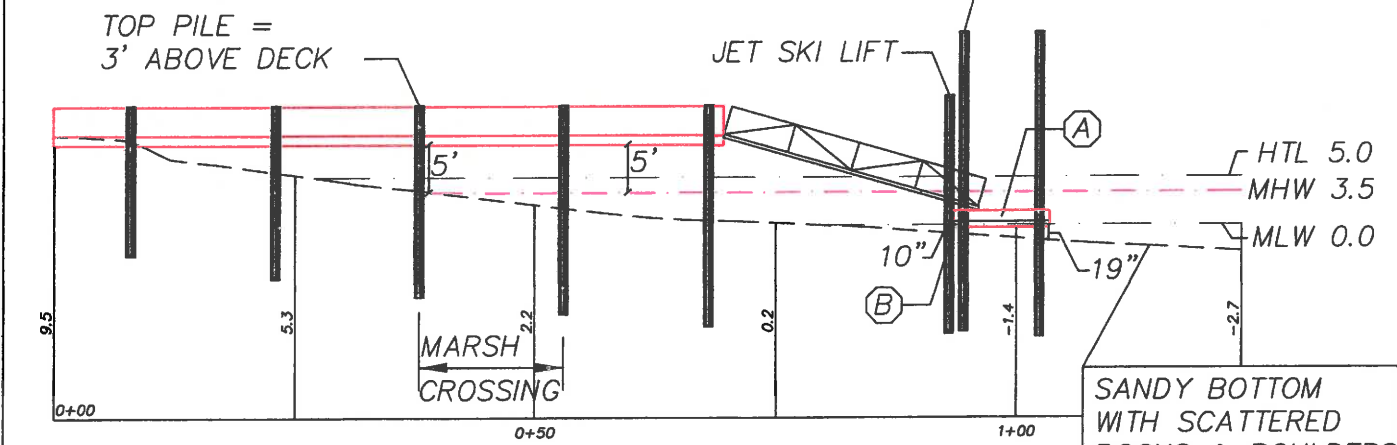 TOP PILE =
3' ABOVE DECK
JET SKI LIFT
A
5'
5'
HTL 5.0
MHW 3.5
MLW 0.0
10"
19"
B
9.5
5.3
2.2
0.2
-1.4
-2.7
MARSH
CROSSING
0+00
0+50
1+00
SANDY BOTTOM
WITH SCATTERED